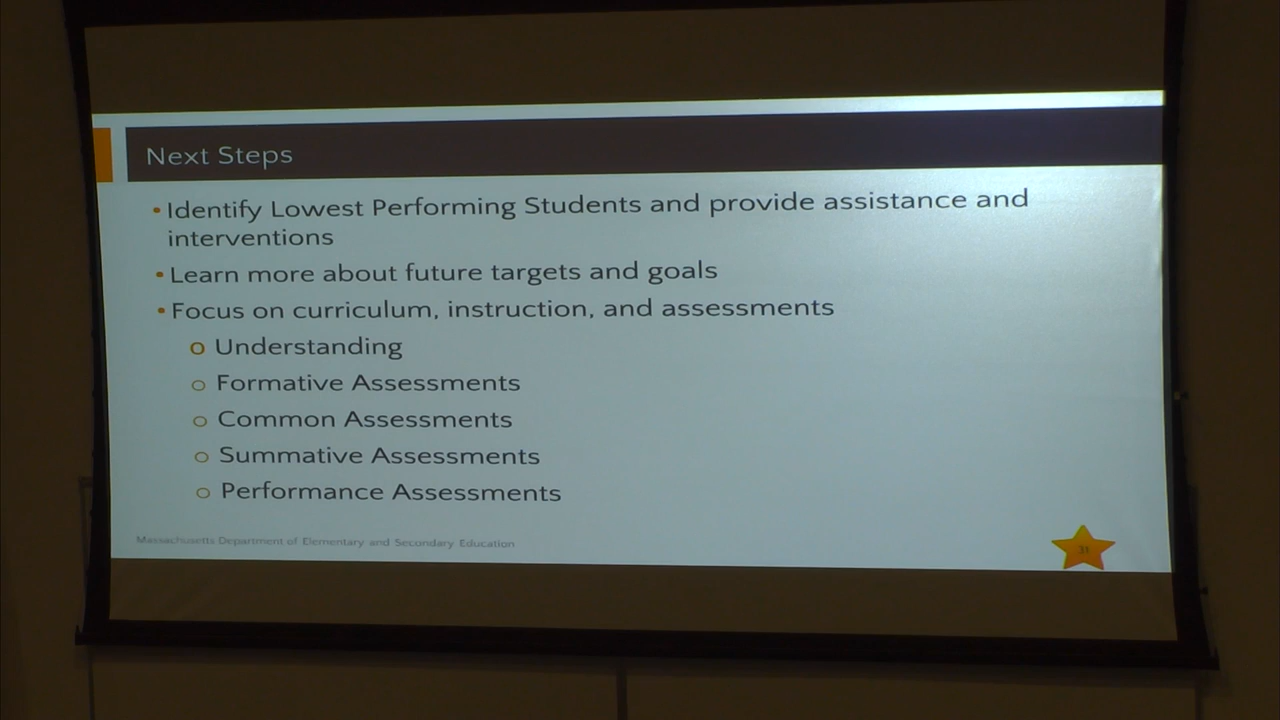 Next Steps
• Identify Lowest Performing Students and provide assistance and
interventions
• Learn more about future targets and goals
• Focus on curriculum, instruction, and assessments
o Understanding
o Formative Assessments
o Common Assessments
o Summative Assessments
o Performance Assessments
Massachusetts Department of Elementary and Secondary Education
31